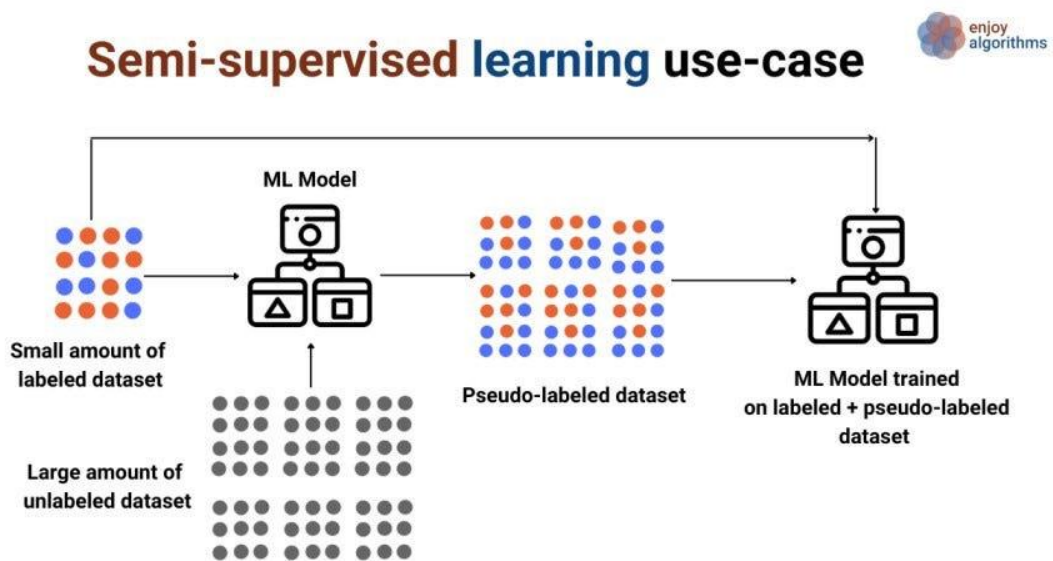 enjoy
algorithms
Semi-supervised learning use-case
ML Model
Small amount of
labeled dataset
Pseudo-labeled dataset
ML Model trained
on labeled + pseudo-labeled
dataset
Large amount of
unlabeled dataset